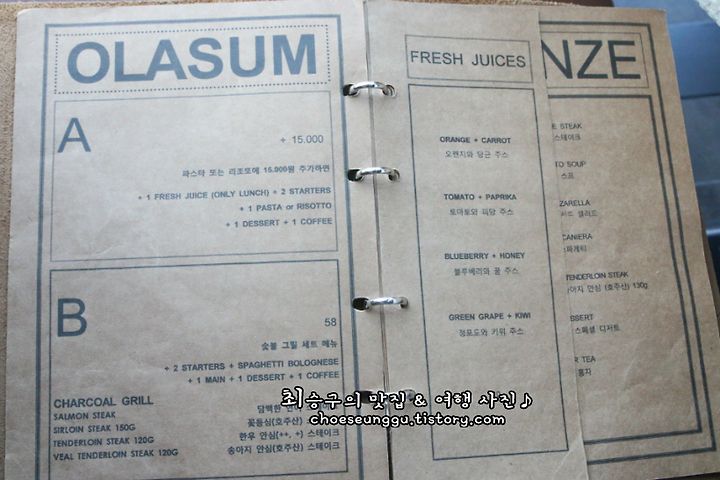 OLASUM
A
+ 15.000
파스타 또는 리조또에 15.000원 추가하면
+ 1 FRESH JUICE (ONLY LUNCH) + 2 STARTERS
+ 1 PASTA or RISOTTO
+ 1 DESSERT + 1 COFFEE
B
58
숯불 그릴 세트 메뉴
+ 2 STARTERS + SPAGHETTI BOLOGNESE
+ 1 MAIN + 1 DESSERT + 1 COFFEE
CHARCOAL GRILL
SALMON STEAK
담백한 연
SIRLOIN STEAK 150G
꽃등심(호주산)
TENDERLOIN STEAK 120G
한우 안심(++, +) 스테이크
VEAL TENDERLOIN STEAK 120G
송아지 안심(호주산) 스테이크
FRESH JUICES
ORANGE + CARROT
오렌지와 당근 주스
TOMATO + PAPRIKA
토마토와 피망 주스
BLUEBERRY + HONEY
블루베리와 꿀 주스
GREEN GRAPE + KIWI
청포도와 키위 주스
NZE
E STEAK
스테이크
TO SOUP
스프
ZARELLA
샐러드
CANIERA
파게티
TENDERLOIN STEAK
아지 안심 (호주산) 130g
SSERT
스페셜 디저트
R TEA
홍차
최승구의 맛집 & 여행 사진♪
choeseunggu.tistory.com